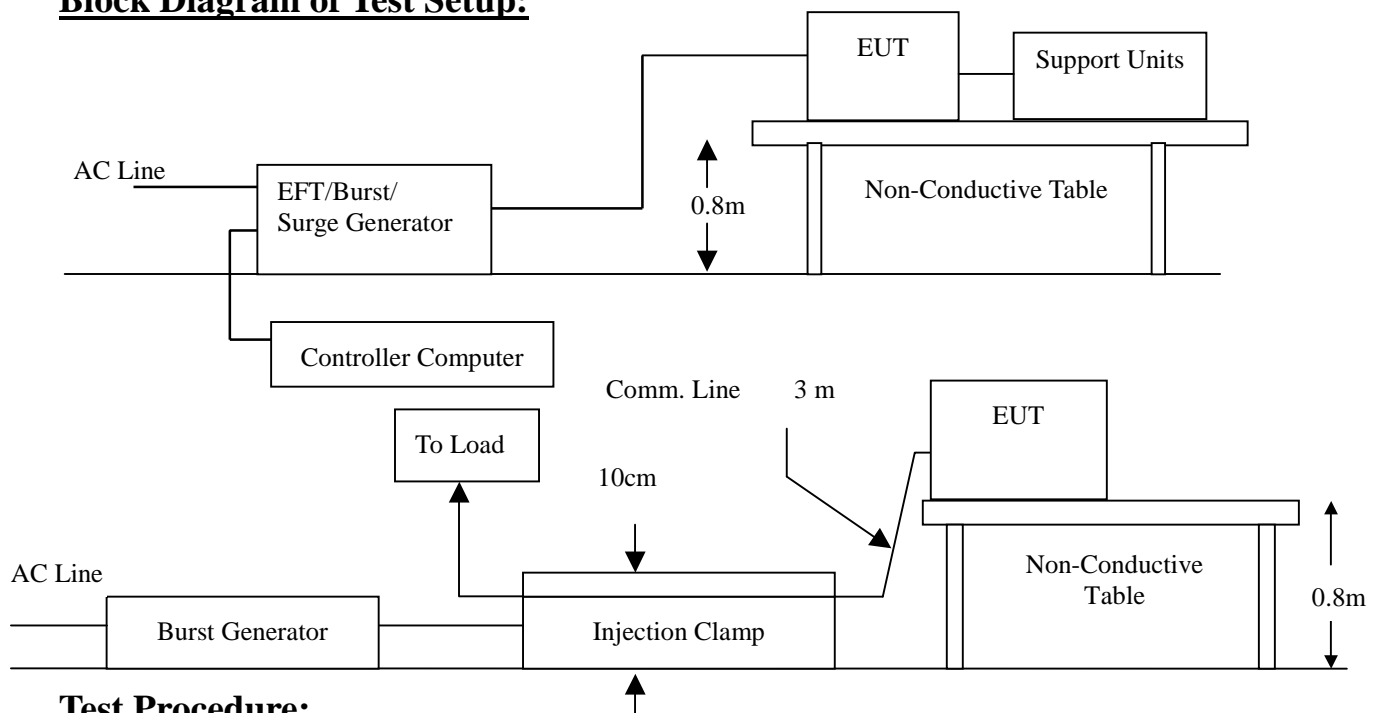 Block Diagram of Test Setup:
EUT
Support Units
AC Line
EFT/Burst/
Surge Generator
0.8m
Non-Conductive Table
Controller Computer
Comm. Line 3 m
EUT
To Load
10cm
AC Line
Non-Conductive
Table
0.8m
Burst Generator
Injection Clamp
Test Procedure: